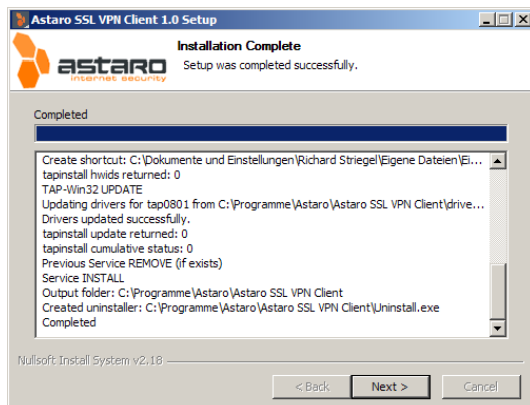 Astaro SSL VPN Client 1.0 Setup
Installation Complete
Setup was completed successfully.
astaro
internet security
Completed
Create shortcut: C:\Dokumente und Einstellungen\Richard Striegel\Eigene Dateien\Ei...
tapinstall hwids returned: 0
TAP-Win32 UPDATE
Updating drivers for tap0801 from C:\Programme\Astaro\Astaro SSL VPN Client\drive...
Drivers updated successfully.
tapinstall update returned: 0
tapinstall cumulative status: 0
Previous Service REMOVE (if exists)
Service INSTALL
Output folder: C:\Programme\Astaro\Astaro SSL VPN Client
Created uninstaller: C:\Programme\Astaro\Astaro SSL VPN Client\Uninstall.exe
Completed
Nullsoft Install System v2.18
< Back
Next >
Cancel